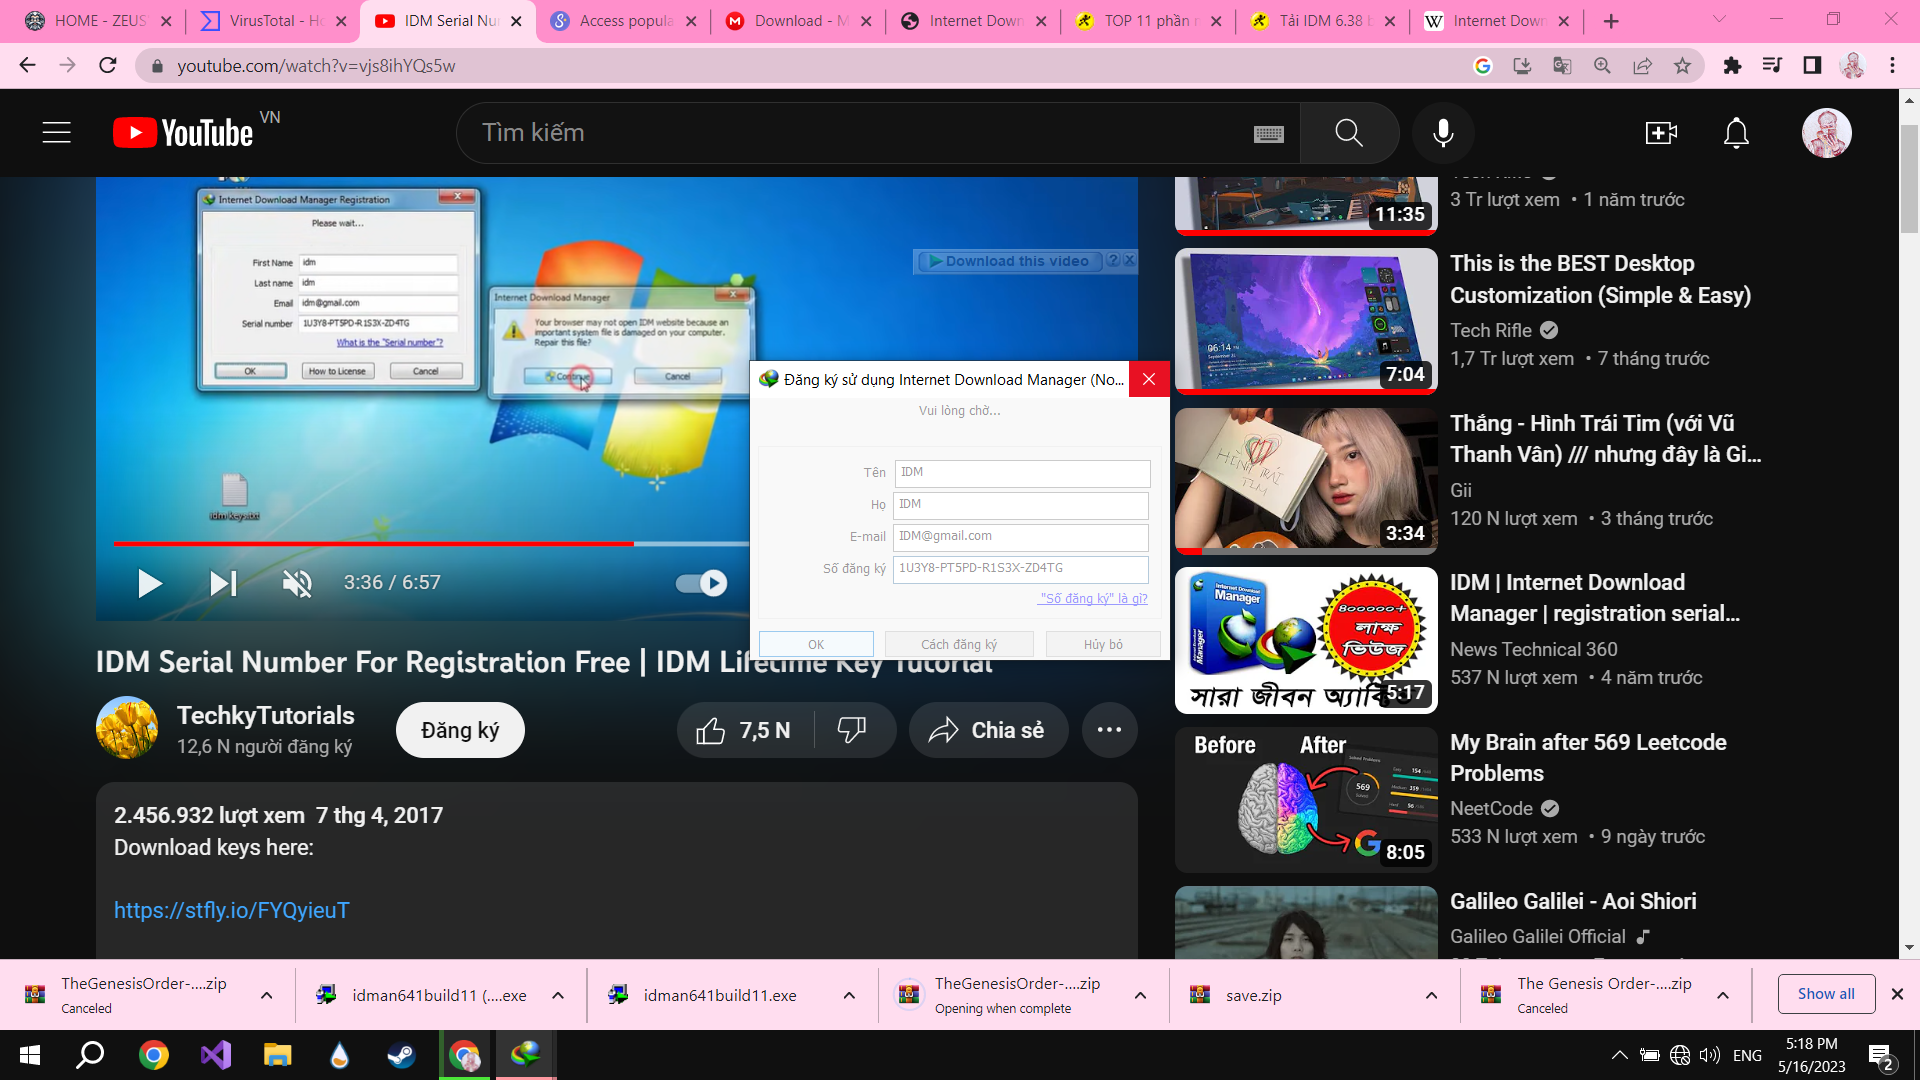 HOME - ZEUS
VirusTotal - Ho
IDM Serial Nu
Access popula
Download - M
Internet Down
TOP 11 phần
Tải IDM 6.38
Internet Down
youtube.com/watch?v=vjs8ihYQs5w
YouTube VN
Tìm kiếm
Internet Download Manager Registration
Please wait...
First Name idm
Last name idm
Email idm@gmail.com
Serial number 1U3Y8-PT5PD-R1S3X-ZD4TG
What is the "Serial number"?
OK
How to License
Cancel
Internet Download Manager
Your browser may not open IDM website because an
important system file is damaged on your computer.
Repair this file?
Continue
Cancel
Download this video
idm key.txt
3:36 / 6:57
Đăng ký sử dụng Internet Download Manager (No...
Vui lòng chờ...
Tên IDM
Họ IDM
E-mail IDM@gmail.com
Số đăng ký 1U3Y8-PT5PD-R1S3X-ZD4TG
"Số đăng ký" là gì?
OK
Cách đăng ký
Hủy bỏ
IDM Serial Number For Registration Free | IDM Lifetime Key Tutorial
TechkyTutorials
12,6 N người đăng ký
Đăng ký
7,5 N
Chia sẻ
2.456.932 lượt xem 7 thg 4, 2017
Download keys here:
https://stfly.io/FYQyieuT
11:35
3 Tr lượt xem • 1 năm trước
06:14
7:04
This is the BEST Desktop
Customization (Simple & Easy)
Tech Rifle
1,7 Tr lượt xem • 7 tháng trước
HÌNH TRÁI TIM
3:34
Thắng - Hình Trái Tim (với Vũ
Thanh Vân) /// nhưng đây là Gi...
Gii
120 N lượt xem • 3 tháng trước
Internet Download
Manager
800000+
লাক্ষ
ভিউজ
সারা জীবন
5:17
IDM | Internet Download
Manager | registration serial...
News Technical 360
537 N lượt xem • 4 năm trước
Before After
569
8:05
My Brain after 569 Leetcode
Problems
NeetCode
533 N lượt xem • 9 ngày trước
Galileo Galilei - Aoi Shiori
Galileo Galilei Official
TheGenesisOrder-....zip
Canceled
idman641build11 (....exe
idman641build11.exe
TheGenesisOrder-....zip
Opening when complete
save.zip
The Genesis Order-....zip
Canceled
Show all
ENG
5:18 PM
5/16/2023
2